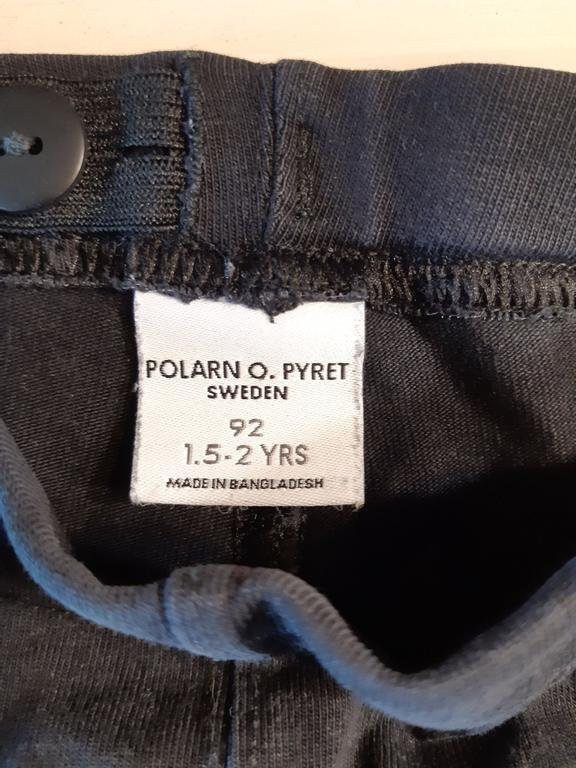 POLARN O. PYRET
SWEDEN
92
1.5-2 YRS
MADE IN BANGLADESH